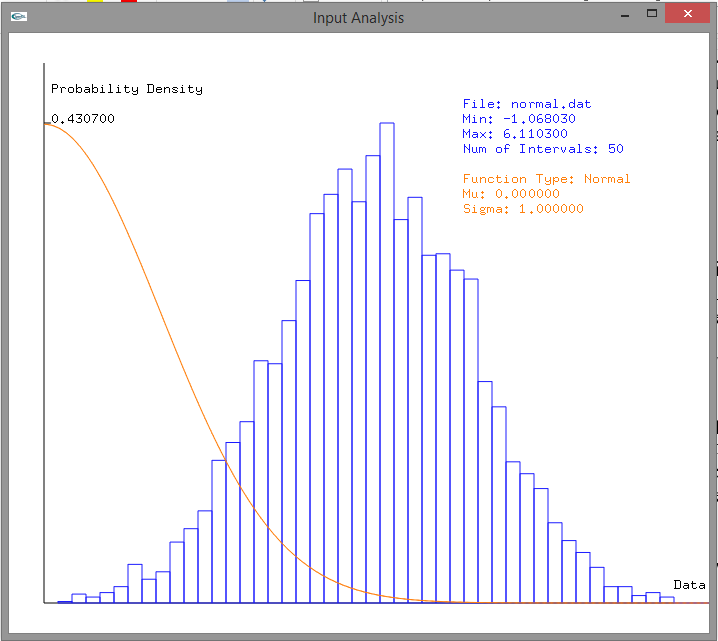 Input Analysis
Probability Density
0.430700
File: normal.dat
Min: -1.068030
Max: 6.110300
Num of Intervals: 50
Function Type: Normal
Mu: 0.000000
Sigma: 1.000000
Data